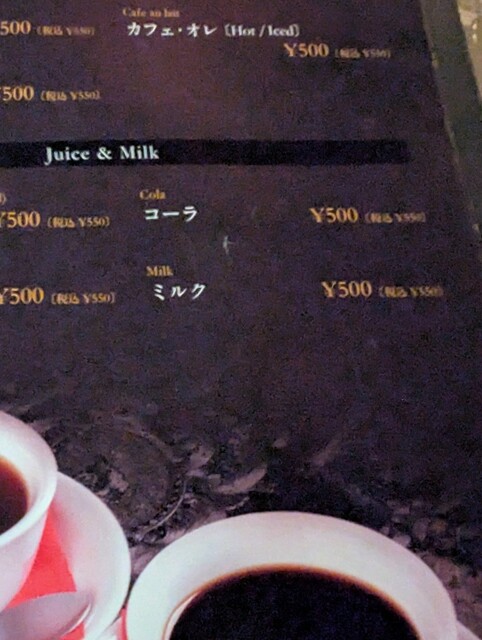 Cafe au lait
500 (税込 ¥550) カフェ・オレ〔Hot / Iced〕
¥500 (税込 ¥550)
500 (税込 ¥550)
Juice & Milk
Cola
¥500 (税込 ¥550) コーラ ¥500 (税込 ¥550)
Milk
¥500 (税込 ¥550) ミルク ¥500 (税込 ¥550)